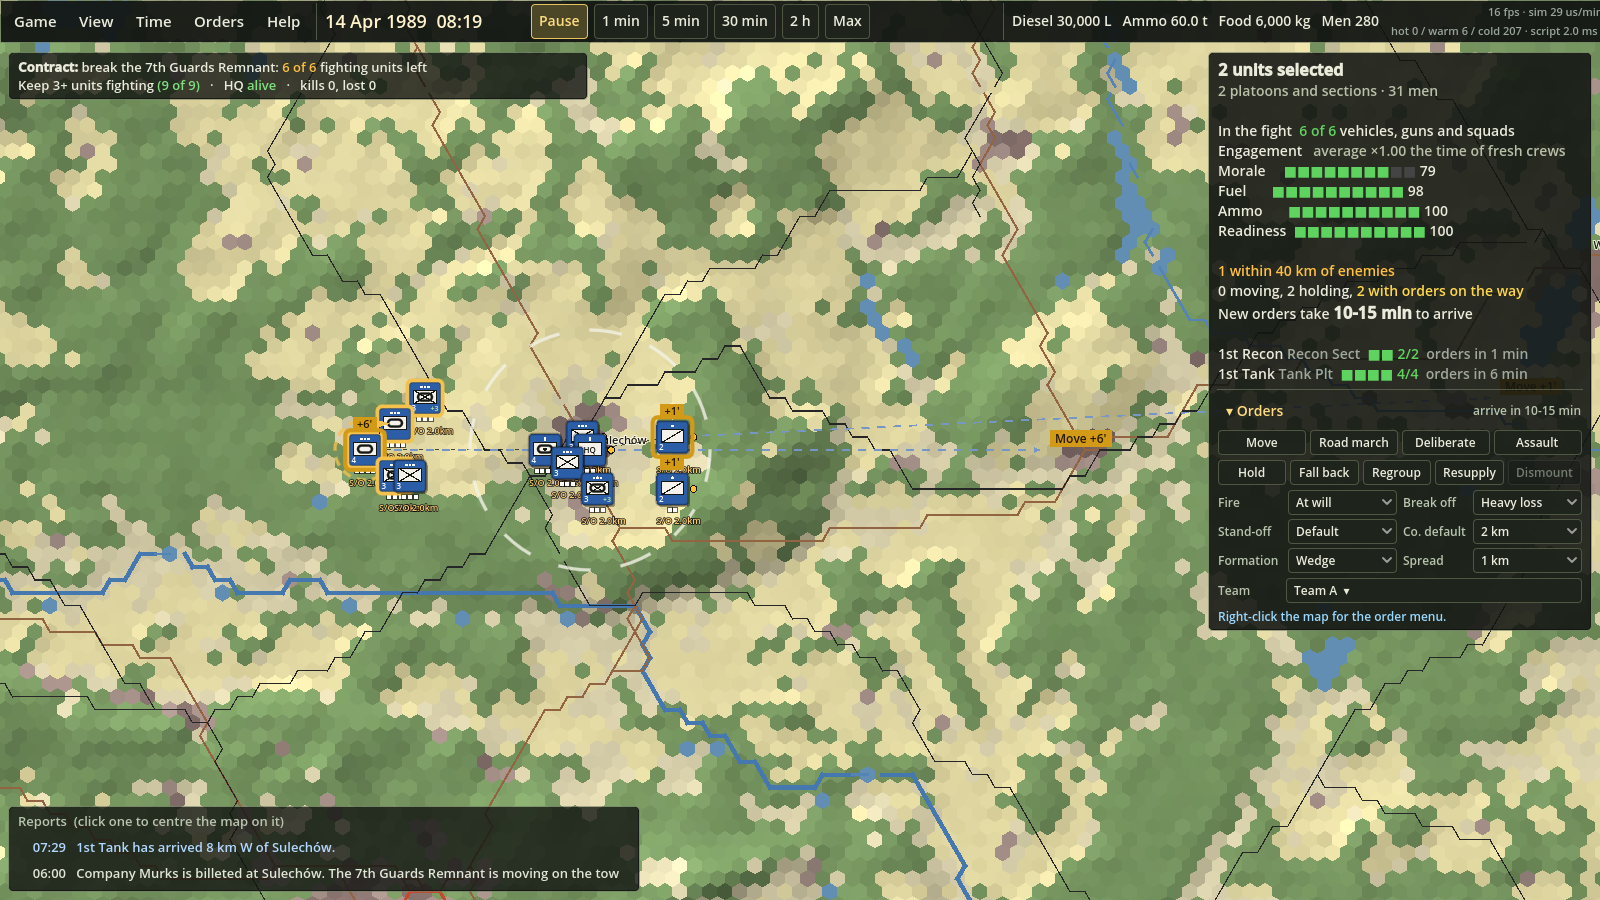 Game View Time Orders Help 14 Apr 1989 08:19 Pause 1 min 5 min 30 min 2 h Max Diesel 30,000 L Ammo 60.0 t Food 6,000 kg Men 280
16 fps · sim 29 us/min
hot 0 / warm 6 / cold 207 · script 2.0 ms
Contract: break the 7th Guards Remnant: 6 of 6 fighting units left
Keep 3+ units fighting (9 of 9) · HQ alive · kills 0, lost 0
2 units selected
2 platoons and sections · 31 men
In the fight 6 of 6 vehicles, guns and squads
Engagement average ×1.00 the time of fresh crews
Morale 79
Fuel 98
Ammo 100
Readiness 100
1 within 40 km of enemies
0 moving, 2 holding, 2 with orders on the way
New orders take 10-15 min to arrive
1st Recon Recon Sect 2/2 orders in 1 min
1st Tank Tank Plt 4/4 orders in 6 min
Orders arrive in 10-15 min
Move Road march Deliberate Assault
Hold Fall back Regroup Resupply Dismount
Fire At will Break off Heavy loss
Stand-off Default Co. default 2 km
Formation Wedge Spread 1 km
Team Team A
Right-click the map for the order menu.
Move +1'
+6'
+1'
+1'
Move +6'
HQ
S/O 2.0km
S/O 2.0km
Reports (click one to centre the map on it)
07:29 1st Tank has arrived 8 km W of Sulechów.
06:00 Company Murks is billeted at Sulechów. The 7th Guards Remnant is moving on the tow